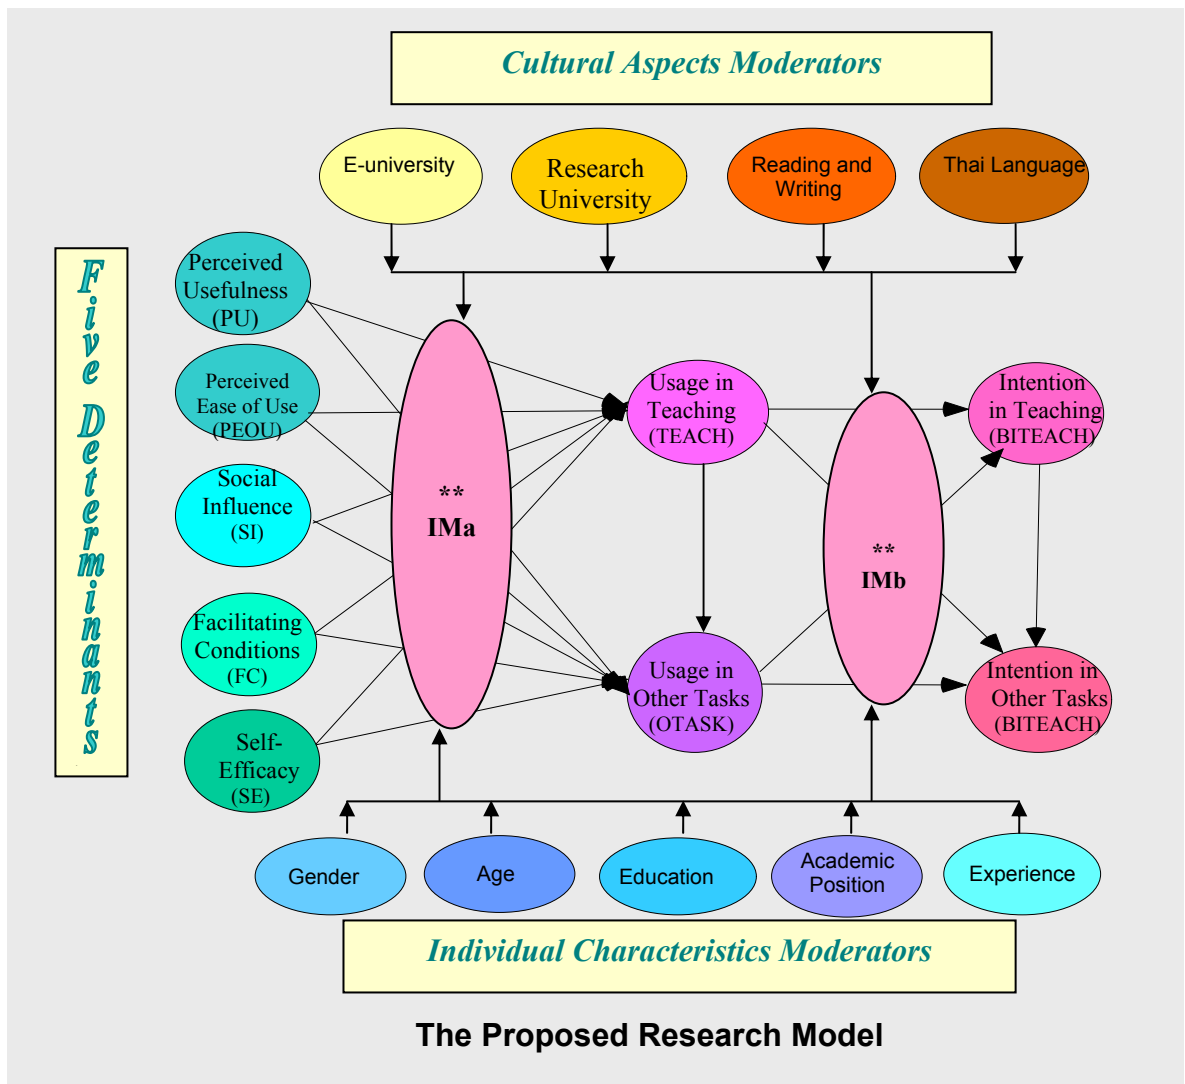 Cultural Aspects Moderators
E-university
Research
University
Reading and
Writing
Thai Language
Five Determinants
Perceived
Usefulness
(PU)
Perceived
Ease of Use
(PEOU)
Social
Influence
(SI)
Facilitating
Conditions
(FC)
Self-
Efficacy
(SE)
**
IMa
Usage in
Teaching
(TEACH)
Usage in
Other Tasks
(OTASK)
**
IMb
Intention
in Teaching
(BITEACH)
Intention in
Other Tasks
(BITEACH)
Gender
Age
Education
Academic
Position
Experience
Individual Characteristics Moderators
The Proposed Research Model